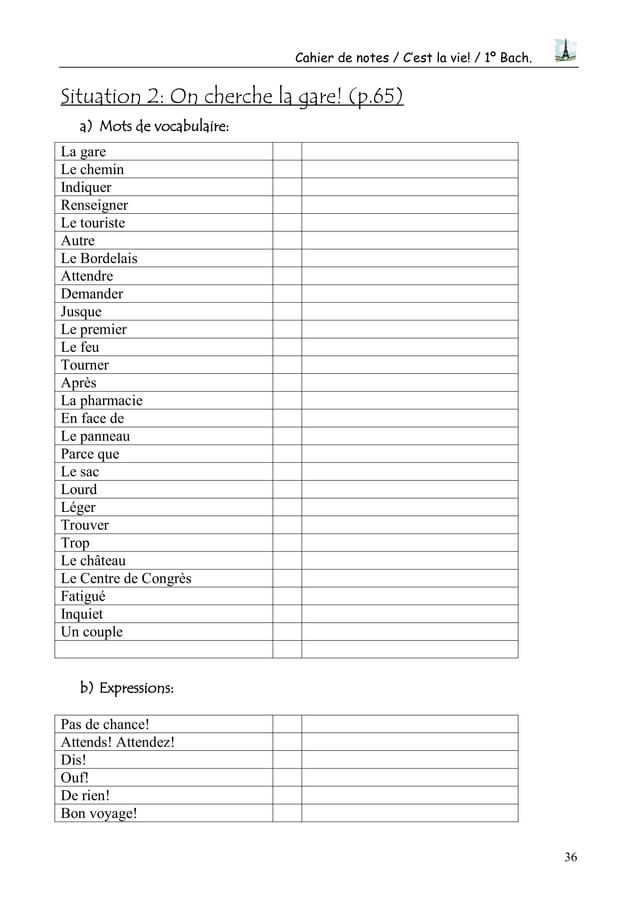 Cahier de notes / C'est la vie! / 1º Bach.
Situation 2: On cherche la gare! (p.65)
a) Mots de vocabulaire:
La gare
Le chemin
Indiquer
Renseigner
Le touriste
Autre
Le Bordelais
Attendre
Demander
Jusque
Le premier
Le feu
Tourner
Après
La pharmacie
En face de
Le panneau
Parce que
Le sac
Lourd
Léger
Trouver
Trop
Le château
Le Centre de Congrès
Fatigué
Inquiet
Un couple
b) Expressions:
Pas de chance!
Attends! Attendez!
Dis!
Ouf!
De rien!
Bon voyage!
36